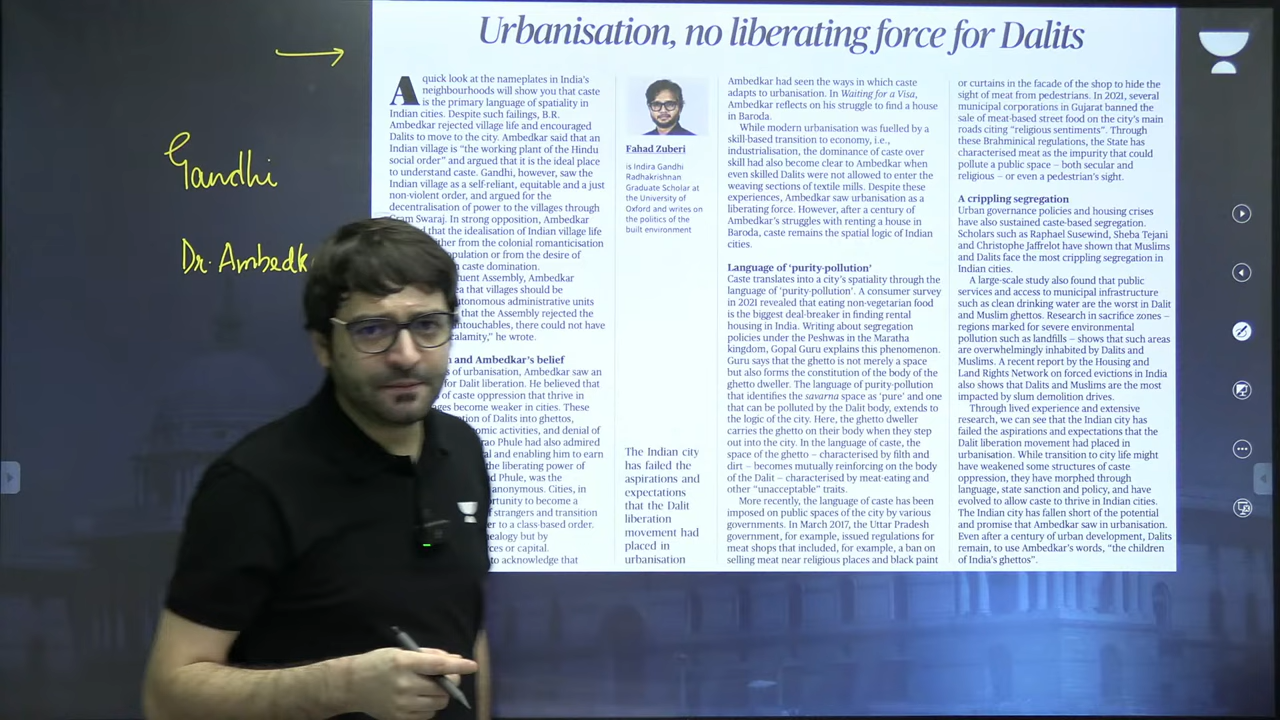 Urbanisation, no liberating force for Dalits
Gandhi
Dr. Ambedk
A quick look at the nameplates in India's
neighbourhoods will show you that caste
is the primary language of spatiality in
Indian cities. Despite such failings, B.R.
Ambedkar rejected village life and encouraged
Dalits to move to the city. Ambedkar said that an
Indian village is "the working plant of the Hindu
social order" and argued that it is the ideal place
to understand caste. Gandhi, however, saw the
Indian village as a self-reliant, equitable and a just
non-violent order, and argued for the
decentralisation of power to the villages through
Gram Swaraj. In strong opposition, Ambedkar
d that the idealisation of Indian village life
ither from the colonial romanticisation
opulation or from the desire of
caste domination.
tuent Assembly, Ambedkar
ea that villages should be
utonomous administrative units
that the Assembly rejected the
ntouchables, there could not have
calamity," he wrote.
n and Ambedkar's belief
s of urbanisation, Ambedkar saw an
for Dalit liberation. He believed that
of caste oppression that thrive in
ages become weaker in cities. These
ation of Dalits into ghettos,
omic activities, and denial of
rao Phule had also admired
l and enabling him to earn
the liberating power of
d Phule, was the
anonymous. Cities, in
rtunity to become a
f strangers and transition
er to a class-based order.
ealogy but by
ces or capital.
to acknowledge that
Fahad Zuberi
is Indira Gandhi
Radhakrishnan
Graduate Scholar at
the University of
Oxford and writes on
the politics of the
built environment
The Indian city
has failed the
aspirations and
expectations
that the Dalit
liberation
movement had
placed in
urbanisation
Ambedkar had seen the ways in which caste
adapts to urbanisation. In Waiting for a Visa,
Ambedkar reflects on his struggle to find a house
in Baroda.
While modern urbanisation was fuelled by a
skill-based transition to economy, i.e.,
industrialisation, the dominance of caste over
skill had also become clear to Ambedkar when
even skilled Dalits were not allowed to enter the
weaving sections of textile mills. Despite these
experiences, Ambedkar saw urbanisation as a
liberating force. However, after a century of
Ambedkar's struggles with renting a house in
Baroda, caste remains the spatial logic of Indian
cities.
Language of 'purity-pollution'
Caste translates into a city's spatiality through the
language of 'purity-pollution'. A consumer survey
in 2021 revealed that eating non-vegetarian food
is the biggest deal-breaker in finding rental
housing in India. Writing about segregation
policies under the Peshwas in the Maratha
kingdom, Gopal Guru explains this phenomenon.
Guru says that the ghetto is not merely a space
but also forms the constitution of the body of the
ghetto dweller. The language of purity-pollution
that identifies the savarna space as 'pure' and one
that can be polluted by the Dalit body, extends to
the logic of the city. Here, the ghetto dweller
carries the ghetto on their body when they step
out into the city. In the language of caste, the
space of the ghetto – characterised by filth and
dirt – becomes mutually reinforcing on the body
of the Dalit – characterised by meat-eating and
other "unacceptable" traits.
More recently, the language of caste has been
imposed on public spaces of the city by various
governments. In March 2017, the Uttar Pradesh
government, for example, issued regulations for
meat shops that included, for example, a ban on
selling meat near religious places and black paint
or curtains in the facade of the shop to hide the
sight of meat from pedestrians. In 2021, several
municipal corporations in Gujarat banned the
sale of meat-based street food on the city's main
roads citing "religious sentiments". Through
these Brahminical regulations, the State has
characterised meat as the impurity that could
pollute a public space – both secular and
religious – or even a pedestrian's sight.
A crippling segregation
Urban governance policies and housing crises
have also sustained caste-based segregation.
Scholars such as Raphael Susewind, Sheba Tejani
and Christophe Jaffrelot have shown that Muslims
and Dalits face the most crippling segregation in
Indian cities.
A large-scale study also found that public
services and access to municipal infrastructure
such as clean drinking water are the worst in Dalit
and Muslim ghettos. Research in sacrifice zones –
regions marked for severe environmental
pollution such as landfills – shows that such areas
are overwhelmingly inhabited by Dalits and
Muslims. A recent report by the Housing and
Land Rights Network on forced evictions in India
also shows that Dalits and Muslims are the most
impacted by slum demolition drives.
Through lived experience and extensive
research, we can see that the Indian city has
failed the aspirations and expectations that the
Dalit liberation movement had placed in
urbanisation. While transition to city life might
have weakened some structures of caste
oppression, they have morphed through
language, state sanction and policy, and have
evolved to allow caste to thrive in Indian cities.
The Indian city has fallen short of the potential
and promise that Ambedkar saw in urbanisation.
Even after a century of urban development, Dalits
remain, to use Ambedkar's words, "the children
of India's ghettos".